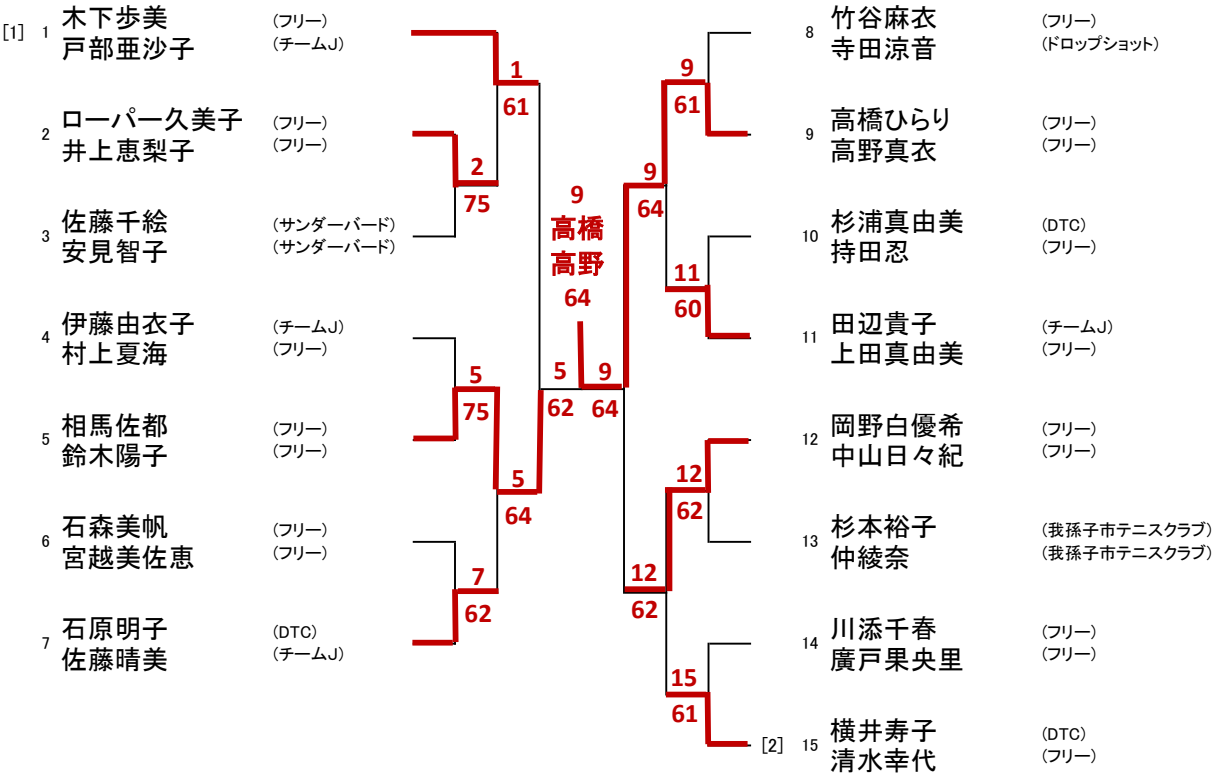 [1] 1 木下歩美 (フリー)
戸部亜沙子 (チームJ)
2 ローパー久美子 (フリー)
井上恵梨子 (フリー)
3 佐藤千絵 (サンダーバード)
安見智子 (サンダーバード)
4 伊藤由衣子 (チームJ)
村上夏海 (フリー)
5 相馬佐都 (フリー)
鈴木陽子 (フリー)
6 石森美帆 (フリー)
宮越美佐恵 (フリー)
7 石原明子 (DTC)
佐藤晴美 (チームJ)
1
61
2
75
5
75
5
64
7
62
9
高橋
高野
64
5
62
9
64
9
61
9
64
11
60
12
62
12
62
15
61
8 竹谷麻衣 (フリー)
寺田涼音 (ドロップショット)
9 高橋ひらり (フリー)
高野真衣 (フリー)
10 杉浦真由美 (DTC)
持田忍 (フリー)
11 田辺貴子 (チームJ)
上田真由美 (フリー)
12 岡野白優希 (フリー)
中山日々紀 (フリー)
13 杉本裕子 (我孫子市テニスクラブ)
仲綾奈 (我孫子市テニスクラブ)
14 川添千春 (フリー)
廣戸果央里 (フリー)
[2] 15 横井寿子 (DTC)
清水幸代 (フリー)